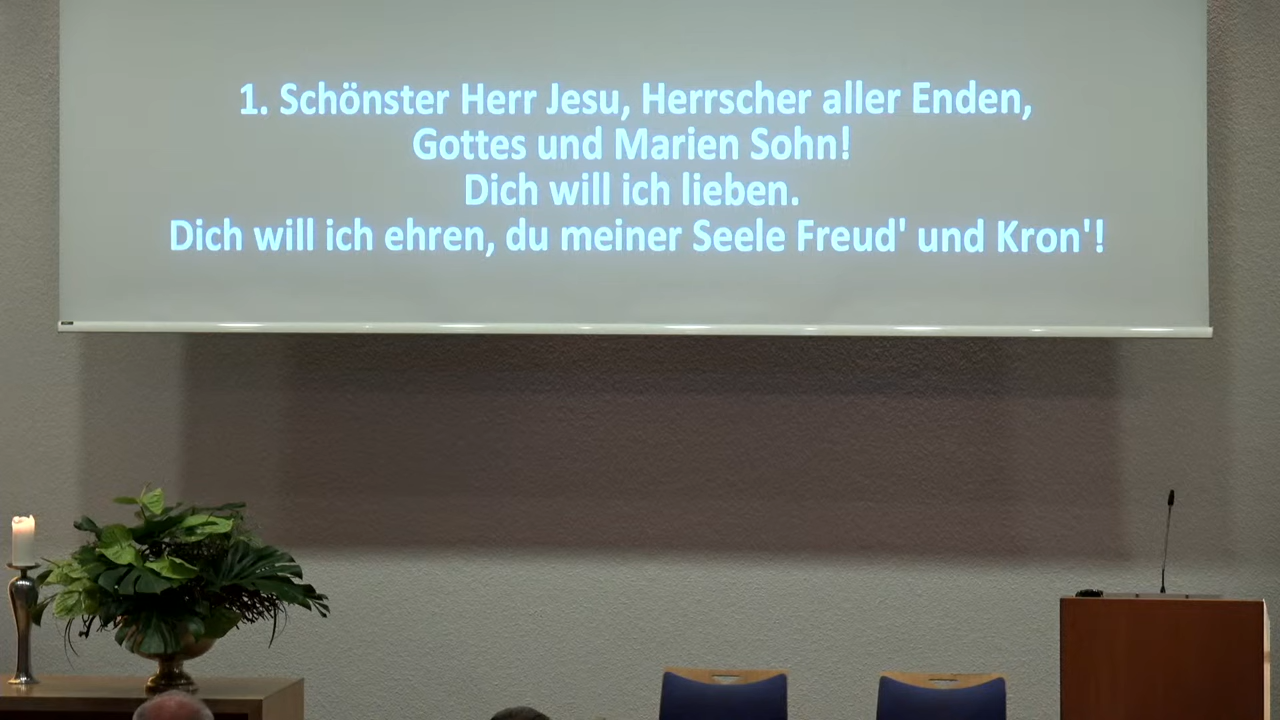 1. Schönster Herr Jesu, Herrscher aller Enden,
Gottes und Marien Sohn!
Dich will ich lieben.
Dich will ich ehren, du meiner Seele Freud' und Kron'!